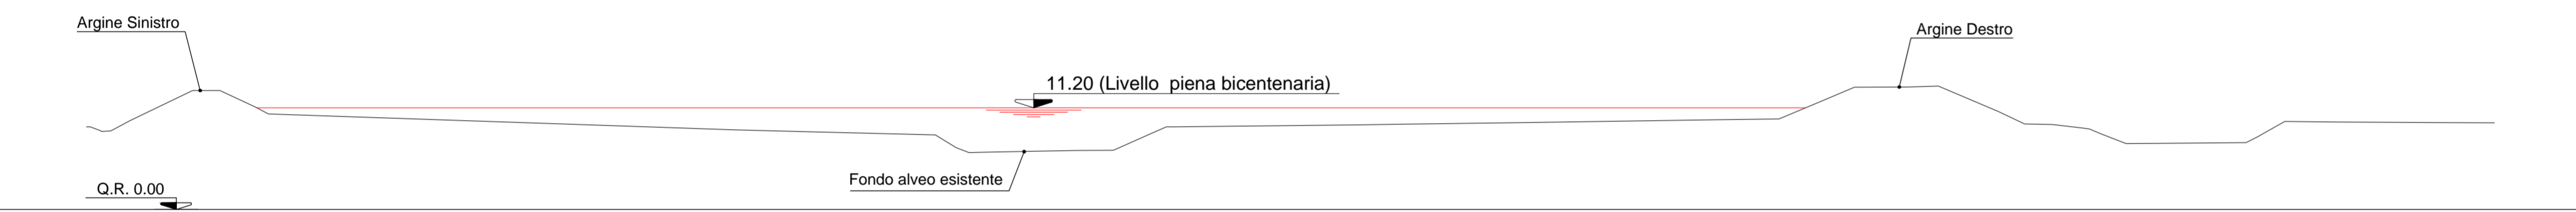 Argine Sinistro
Argine Destro
11.20 (Livello  piena bicentenaria)
Fondo alveo esistente
Q.R. 0.00